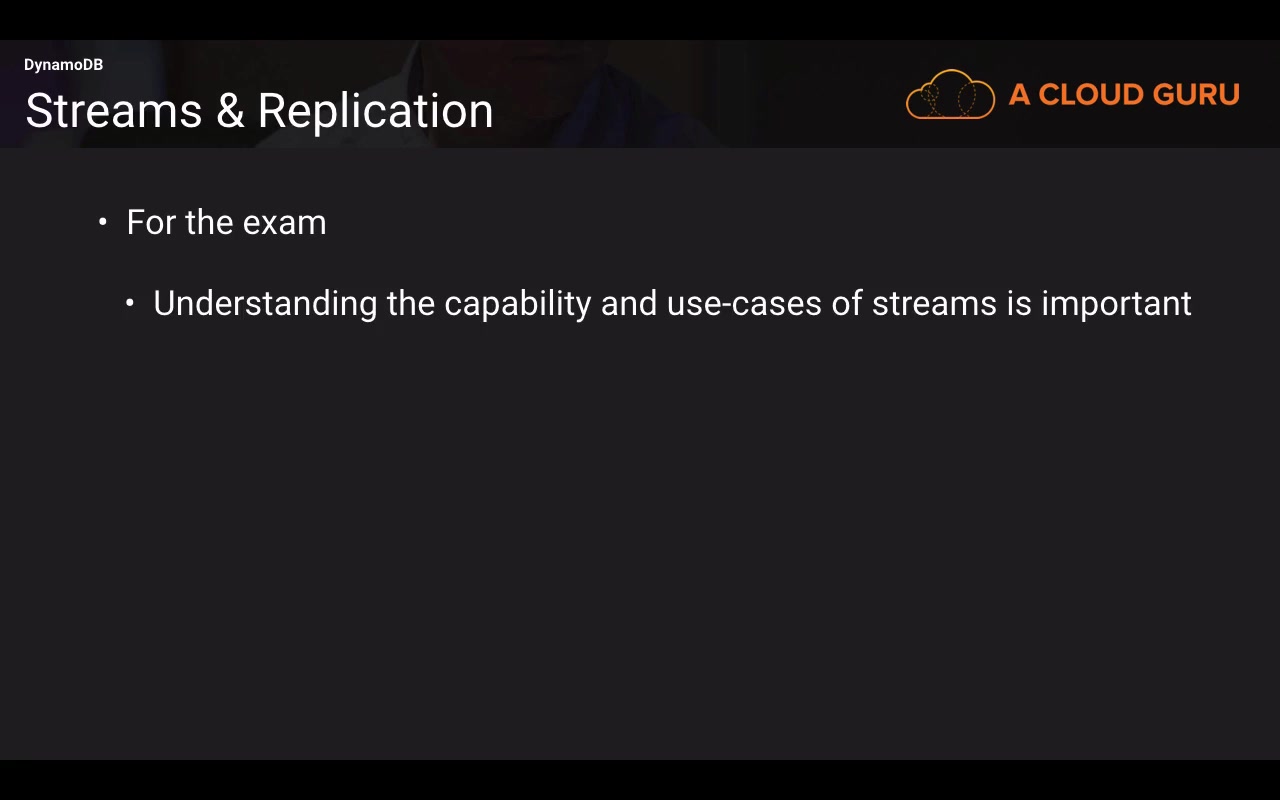 DynamoDB
Streams & Replication
A CLOUD GURU
• For the exam
• Understanding the capability and use-cases of streams is important